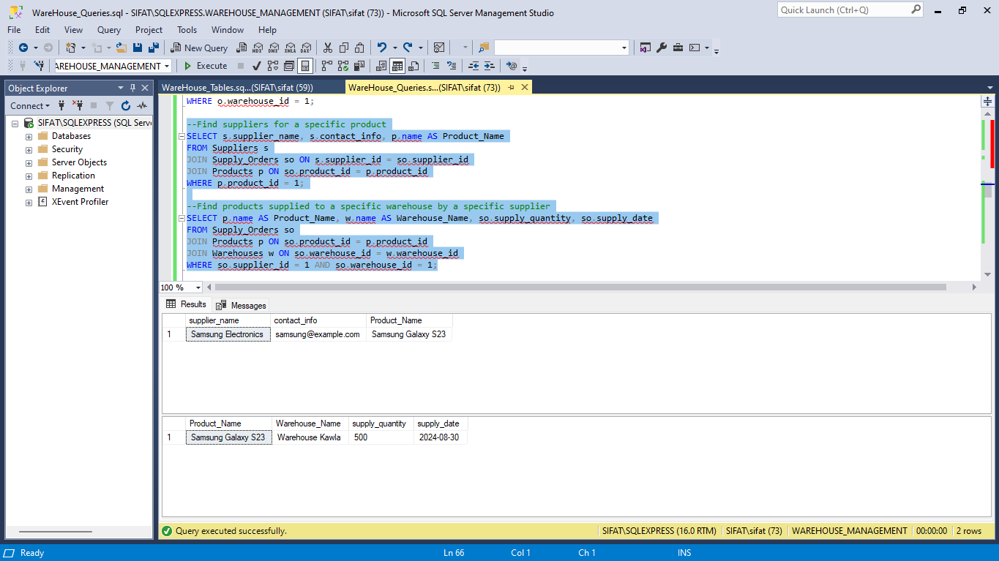 WareHouse_Queries.sql - SIFAT\SQLEXPRESS.WAREHOUSE_MANAGEMENT (SIFAT\sifat (73)) - Microsoft SQL Server Management Studio
Quick Launch (Ctrl+Q)
File Edit View Query Project Tools Window Help
New Query MDX DMX XMLA DAX
AREHOUSE_MANAGEMENT Execute
Object Explorer
WareHouse_Tables.sq...(SIFAT\sifat (59)) WareHouse_Queries.s...(SIFAT\sifat (73))
Connect
SIFAT\SQLEXPRESS (SQL Serve
Databases
Security
Server Objects
Replication
Management
XEvent Profiler
WHERE o.warehouse_id = 1;
--Find suppliers for a specific product
SELECT s.supplier_name, s.contact_info, p.name AS Product_Name
FROM Suppliers s
JOIN Supply_Orders so ON s.supplier_id = so.supplier_id
JOIN Products p ON so.product_id = p.product_id
WHERE p.product_id = 1;
--Find products supplied to a specific warehouse by a specific supplier
SELECT p.name AS Product_Name, w.name AS Warehouse_Name, so.supply_quantity, so.supply_date
FROM Supply_Orders so
JOIN Products p ON so.product_id = p.product_id
JOIN Warehouses w ON so.warehouse_id = w.warehouse_id
WHERE so.supplier_id = 1 AND so.warehouse_id = 1;
100 %
Results Messages
supplier_name contact_info Product_Name
1 Samsung Electronics samsung@example.com Samsung Galaxy S23
Product_Name Warehouse_Name supply_quantity supply_date
1 Samsung Galaxy S23 Warehouse Kawla 500 2024-08-30
Query executed successfully. SIFAT\SQLEXPRESS (16.0 RTM) SIFAT\sifat (73) WAREHOUSE_MANAGEMENT 00:00:00 2 rows
Ready Ln 66 Col 1 Ch 1 INS